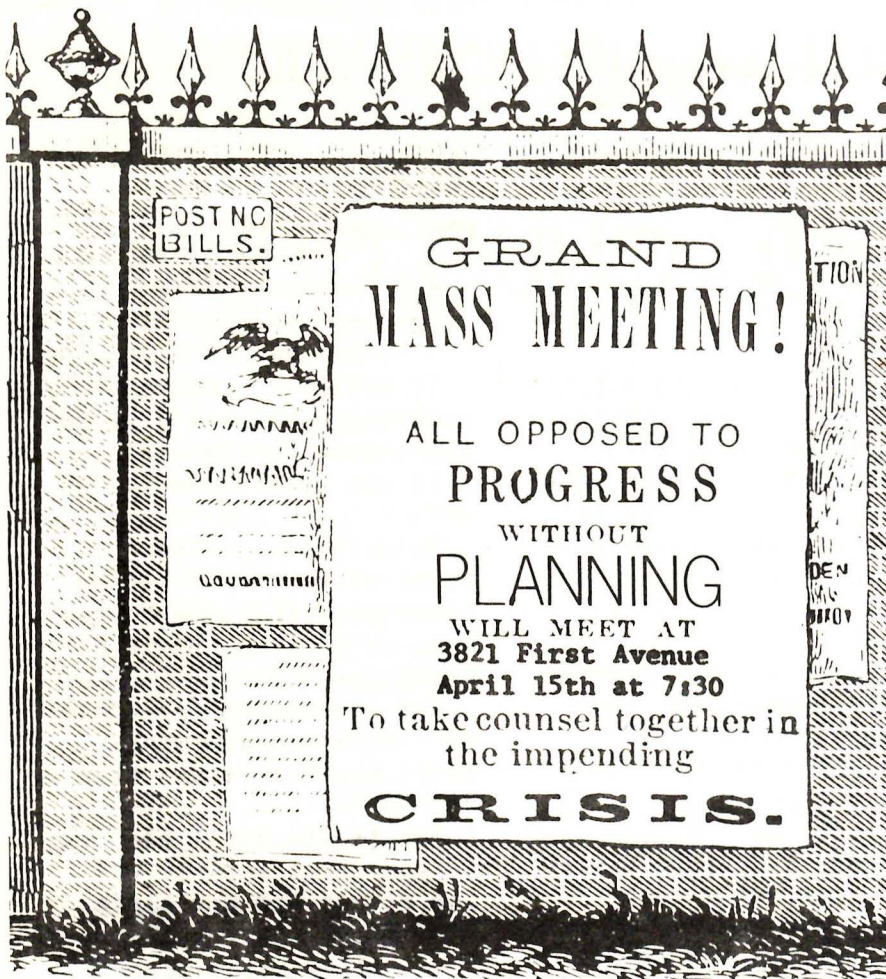 POST NO
BILLS.
GRAND
MASS MEETING!
ALL OPPOSED TO
PROGRESS
WITHOUT
PLANNING
WILL MEET AT
3821 First Avenue
April 15th at 7:30
To take counsel together in
the impending
CRISIS.
TION
DEN